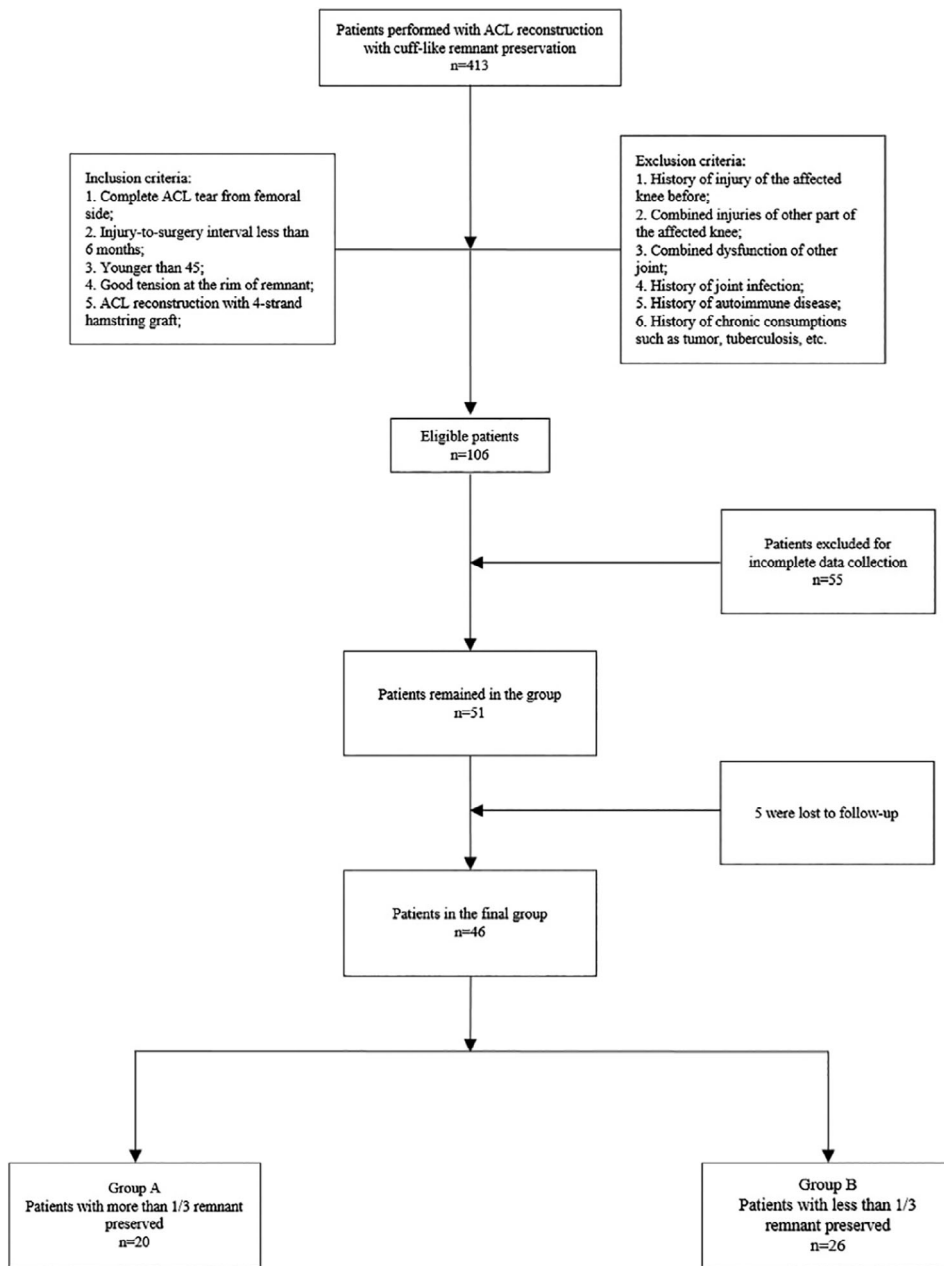 Patients performed with ACL reconstruction
with cuff-like remnant preservation
n=413
Inclusion criteria:
1. Complete ACL tear from femoral
side;
2. Injury-to-surgery interval less than
6 months;
3. Younger than 45;
4. Good tension at the rim of remnant;
5. ACL reconstruction with 4-strand
hamstring graft;
Exclusion criteria:
1. History of injury of the affected
knee before;
2. Combined injuries of other part of
the affected knee;
3. Combined dysfunction of other
joint;
4. History of joint infection;
5. History of autoimmune disease;
6. History of chronic consumptions
such as tumor, tuberculosis, etc.
Eligible patients
n=106
Patients excluded for
incomplete data collection
n=55
Patients remained in the group
n=51
5 were lost to follow-up
Patients in the final group
n=46
Group A
Patients with more than 1/3 remnant
preserved
n=20
Group B
Patients with less than 1/3
remnant preserved
n=26